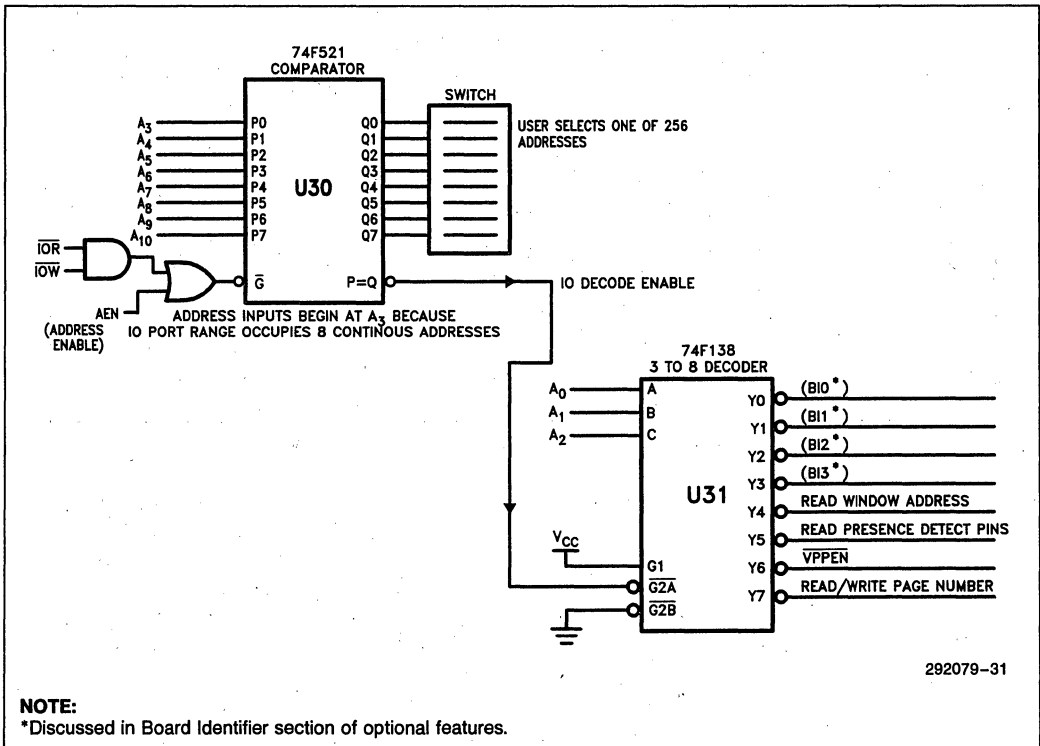 74F521
COMPARATOR
SWITCH
A3 P0 Q0
A4 P1 Q1
A5 P2 Q2
A6 P3 Q3
A7 P4 Q4
A8 P5 Q5
A9 P6 Q6
A10 P7 Q7
U30
USER SELECTS ONE OF 256
ADDRESSES
IOR
IOW
AEN
(ADDRESS
ENABLE)
G P=Q
IO DECODE ENABLE
ADDRESS INPUTS BEGIN AT A3 BECAUSE
IO PORT RANGE OCCUPIES 8 CONTINOUS ADDRESSES
74F138
3 TO 8 DECODER
A0 A
A1 B
A2 C
U31
VCC
G1
G2A
G2B
Y0 (BI0*)
Y1 (BI1*)
Y2 (BI2*)
Y3 (BI3*)
Y4 READ WINDOW ADDRESS
Y5 READ PRESENCE DETECT PINS
Y6 VPPEN
Y7 READ/WRITE PAGE NUMBER
292079-31
NOTE:
*Discussed in Board Identifier section of optional features.